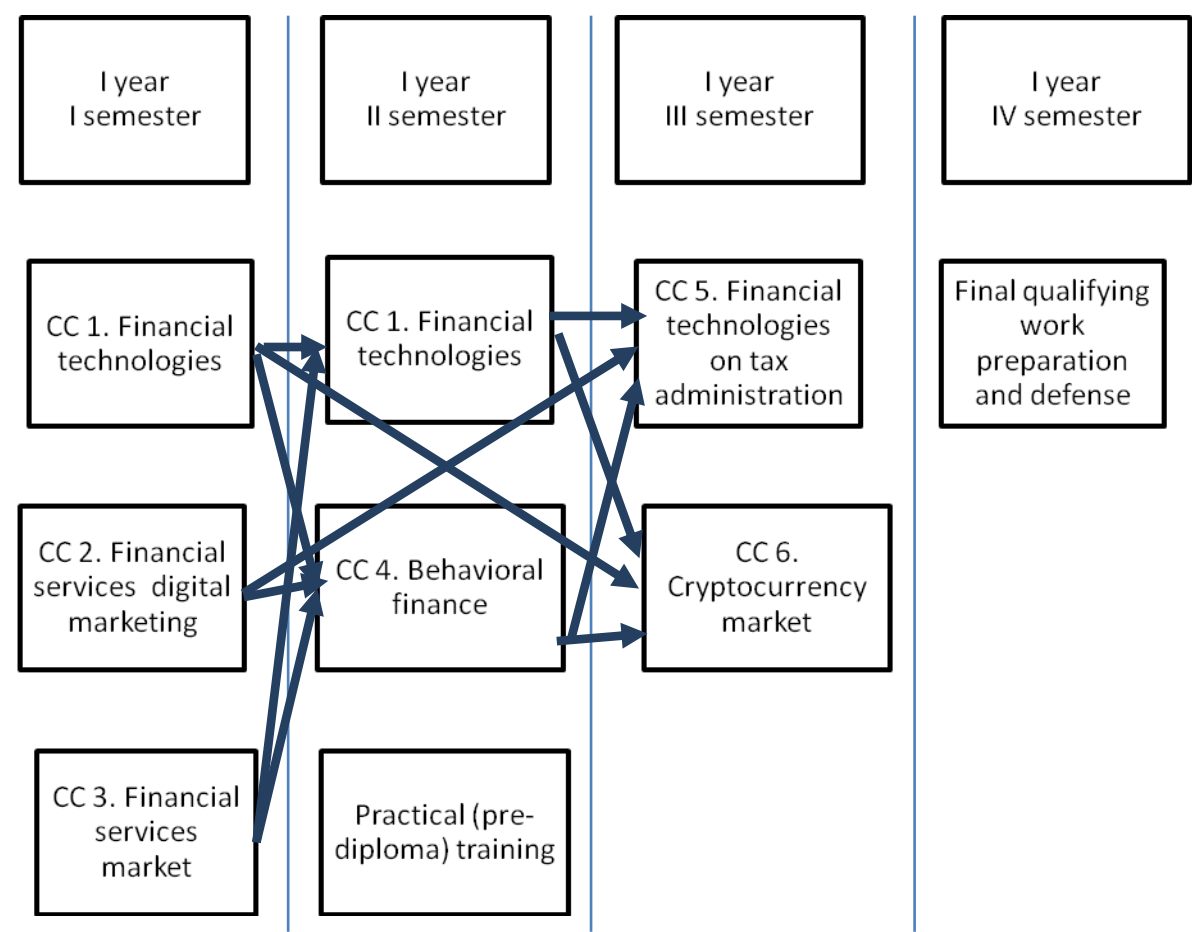 I year
I semester
I year
II semester
I year
III semester
I year
IV semester
CC 1. Financial
technologies
CC 1. Financial
technologies
CC 5. Financial
technologies
on tax
administration
Final qualifying
work
preparation
and defense
CC 2. Financial
services digital
marketing
CC 4. Behavioral
finance
CC 6.
Cryptocurrency
market
CC 3. Financial
services
market
Practical (pre-
diploma) training